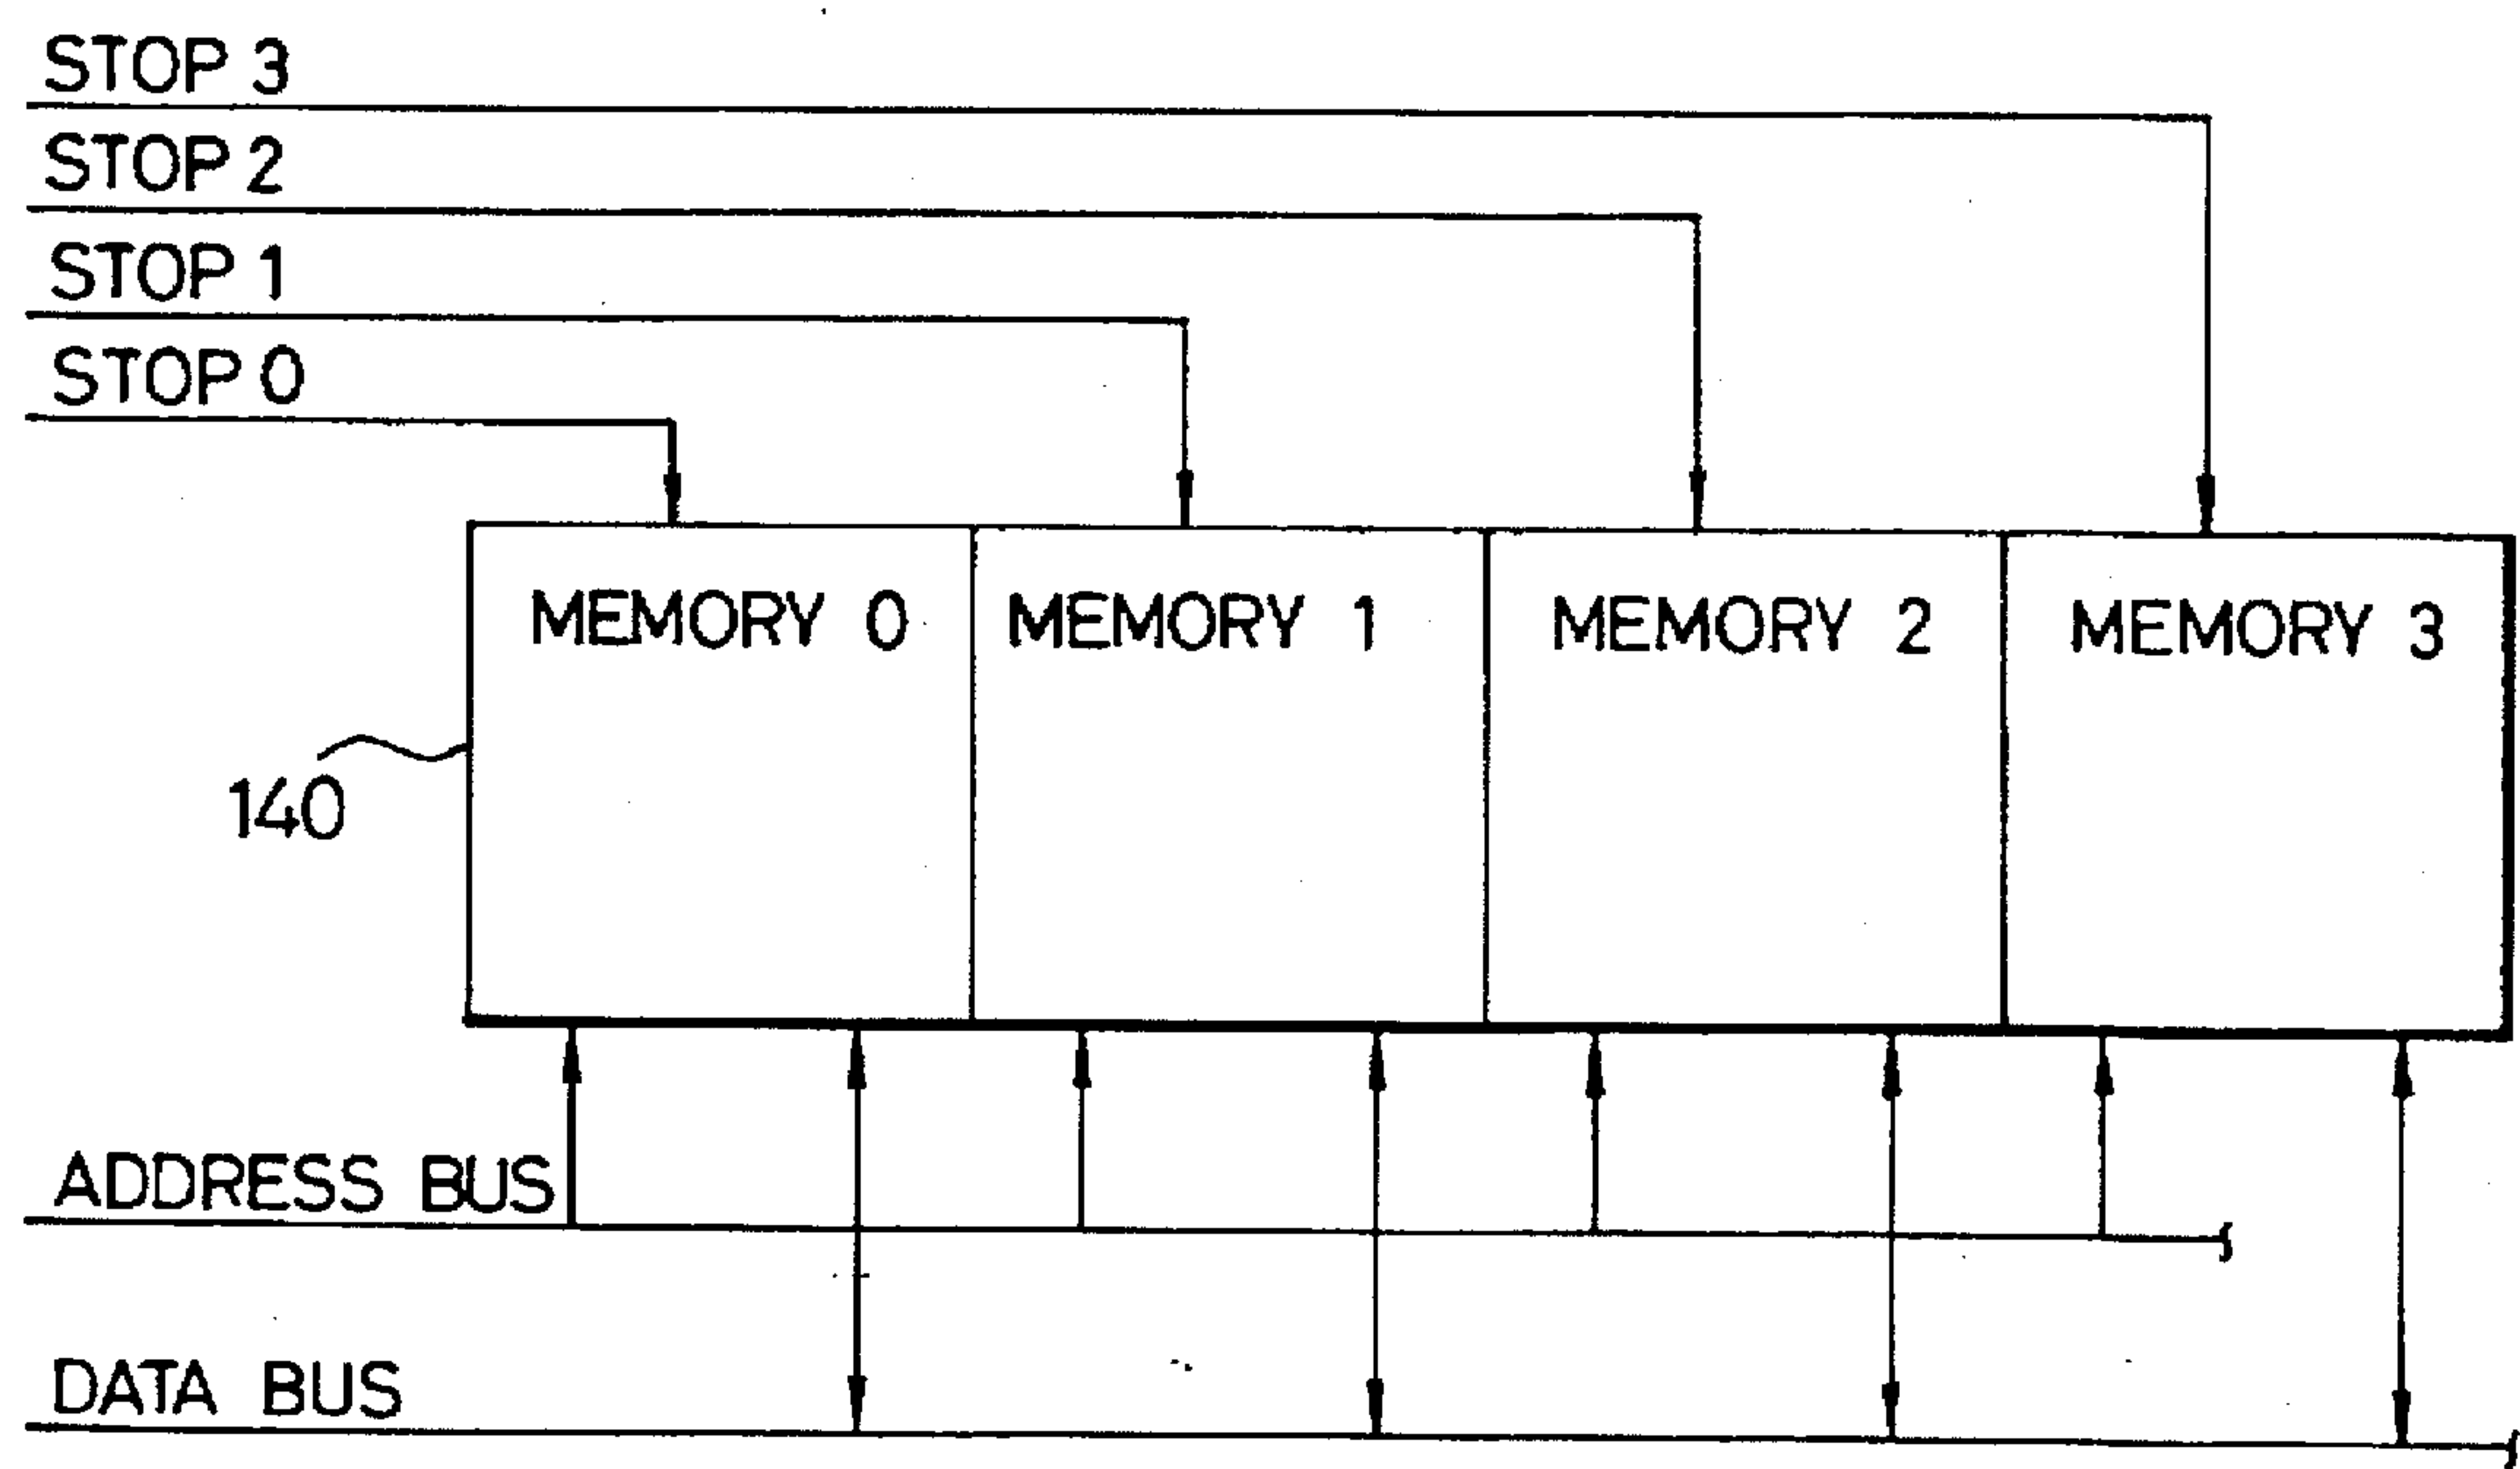 STOP 3
STOP 2
STOP 1
STOP 0
MEMORY 0 MEMORY 1 MEMORY 2 MEMORY 3
140
ADDRESS BUS
DATA BUS